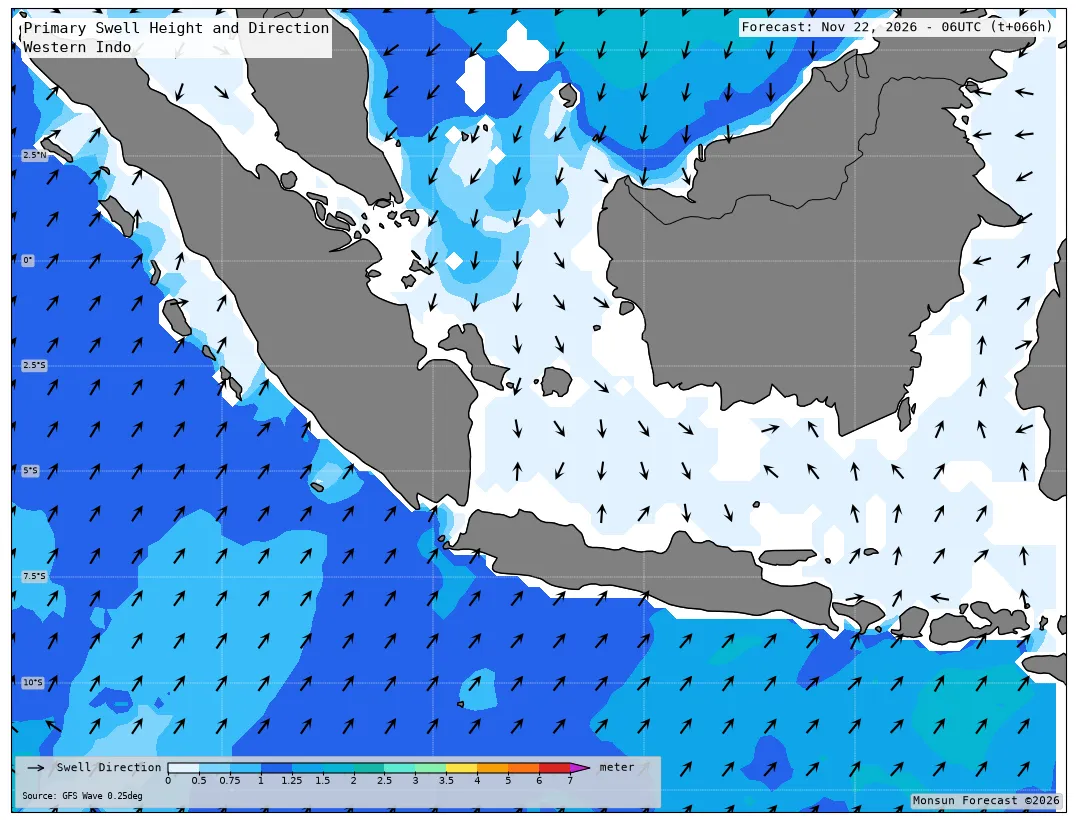 Primary Swell Height and Direction
Western Indo
Forecast: Nov 22, 2026 - 06UTC (t+066h)
2.5°N
0°
2.5°S
5°S
7.5°S
10°S
Swell Direction
meter
0 0.5 0.75 1 1.25 1.5 2 2.5 3 3.5 4 5 6 7
Source: GFS Wave 0.25deg
Monsun Forecast ©2026